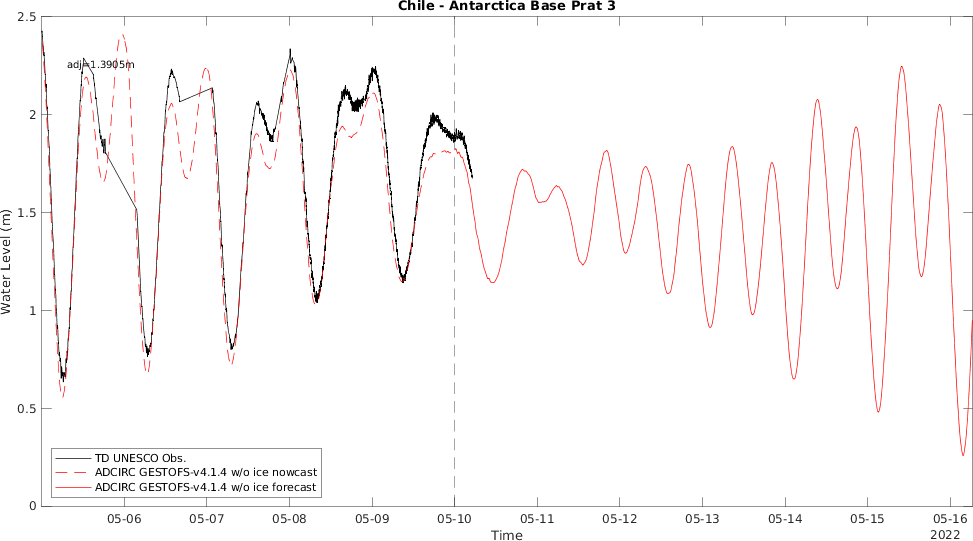 Chile - Antarctica Base Prat 3
2.5
2
1.5
1
0.5
0
Water Level (m)
adj=1.3905m
TD UNESCO Obs.
ADCIRC GESTOFS-v4.1.4 w/o ice nowcast
ADCIRC GESTOFS-v4.1.4 w/o ice forecast
05-06 05-07 05-08 05-09 05-10 05-11 05-12 05-13 05-14 05-15 05-16
Time
2022